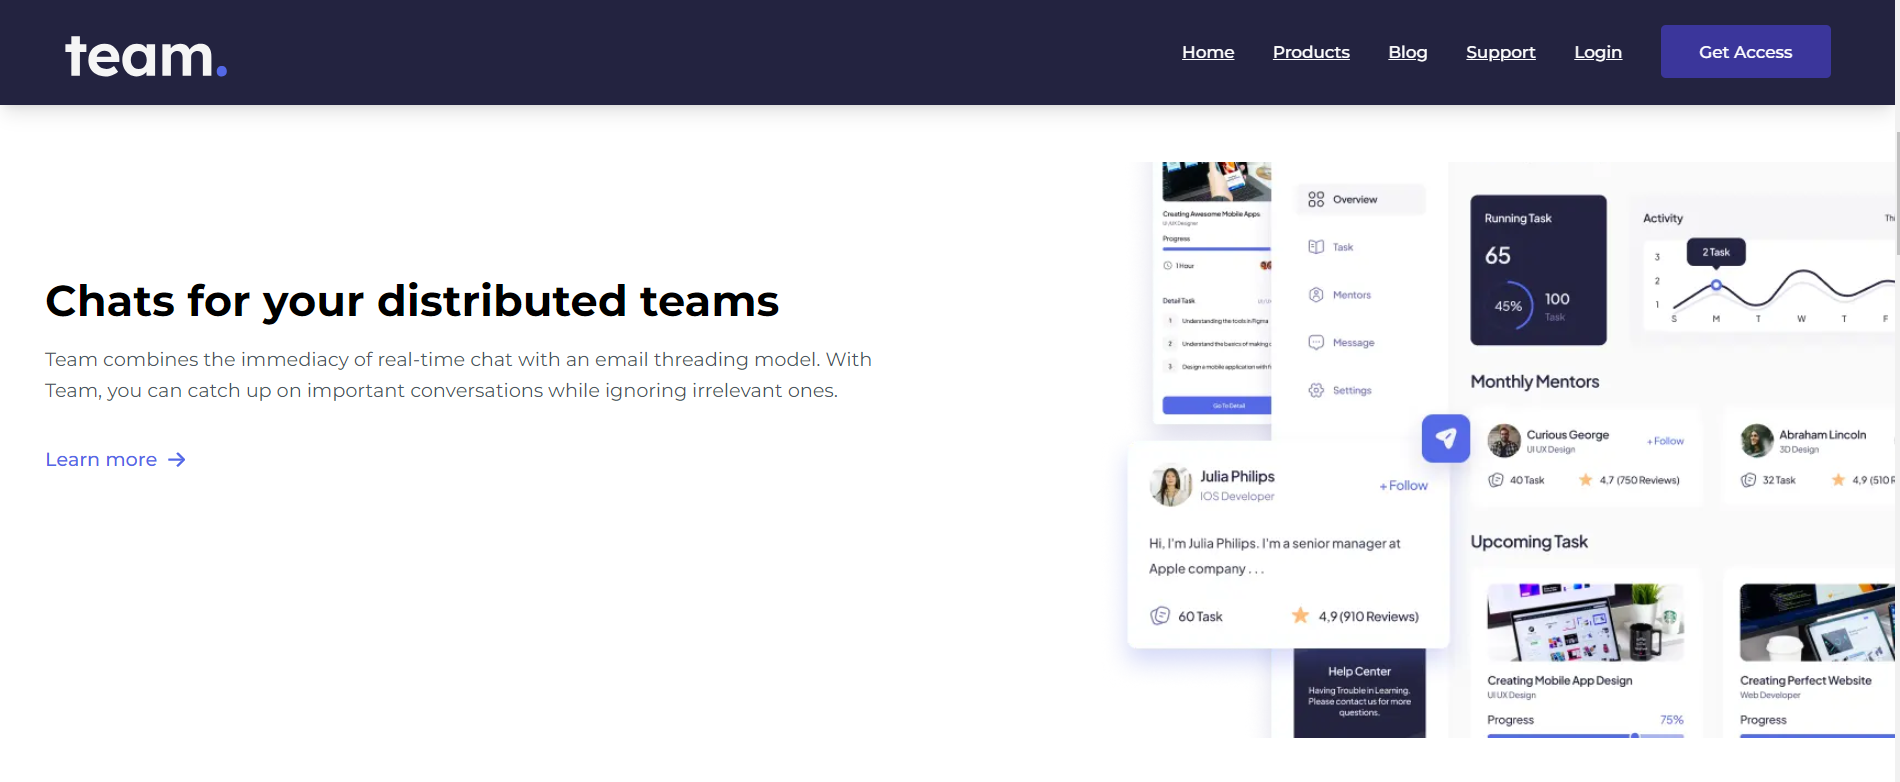 team.
Home Products Blog Support Login Get Access
Chats for your distributed teams
Team combines the immediacy of real-time chat with an email threading model. With
Team, you can catch up on important conversations while ignoring irrelevant ones.
Learn more
Creating Awesome Mobile Apps
UI UX Designer
Progress
1 Hour
Detail Task
1 Understanding the tools in Figma
2 Understand the basics of making
3 Design a mobile application with
Go To Detail
Overview
Task
Mentors
Message
Settings
Running Task
65
45%
100
Task
Activity
2 Task
3
2
1
S M T W T F
Monthly Mentors
Curious George
UI UX Design
+ Follow
40 Task
4,7 (750 Reviews)
Abraham Lincoln
3D Design
32 Task
4,9 (510
Julia Philips
IOS Developer
+ Follow
Hi, I'm Julia Philips. I'm a senior manager at
Apple company . . .
60 Task
4,9 (910 Reviews)
Help Center
Having Trouble in Learning.
Please contact us for more
questions.
Upcoming Task
Creating Mobile App Design
UI UX Design
Progress
75%
Creating Perfect Website
Web Developer
Progress